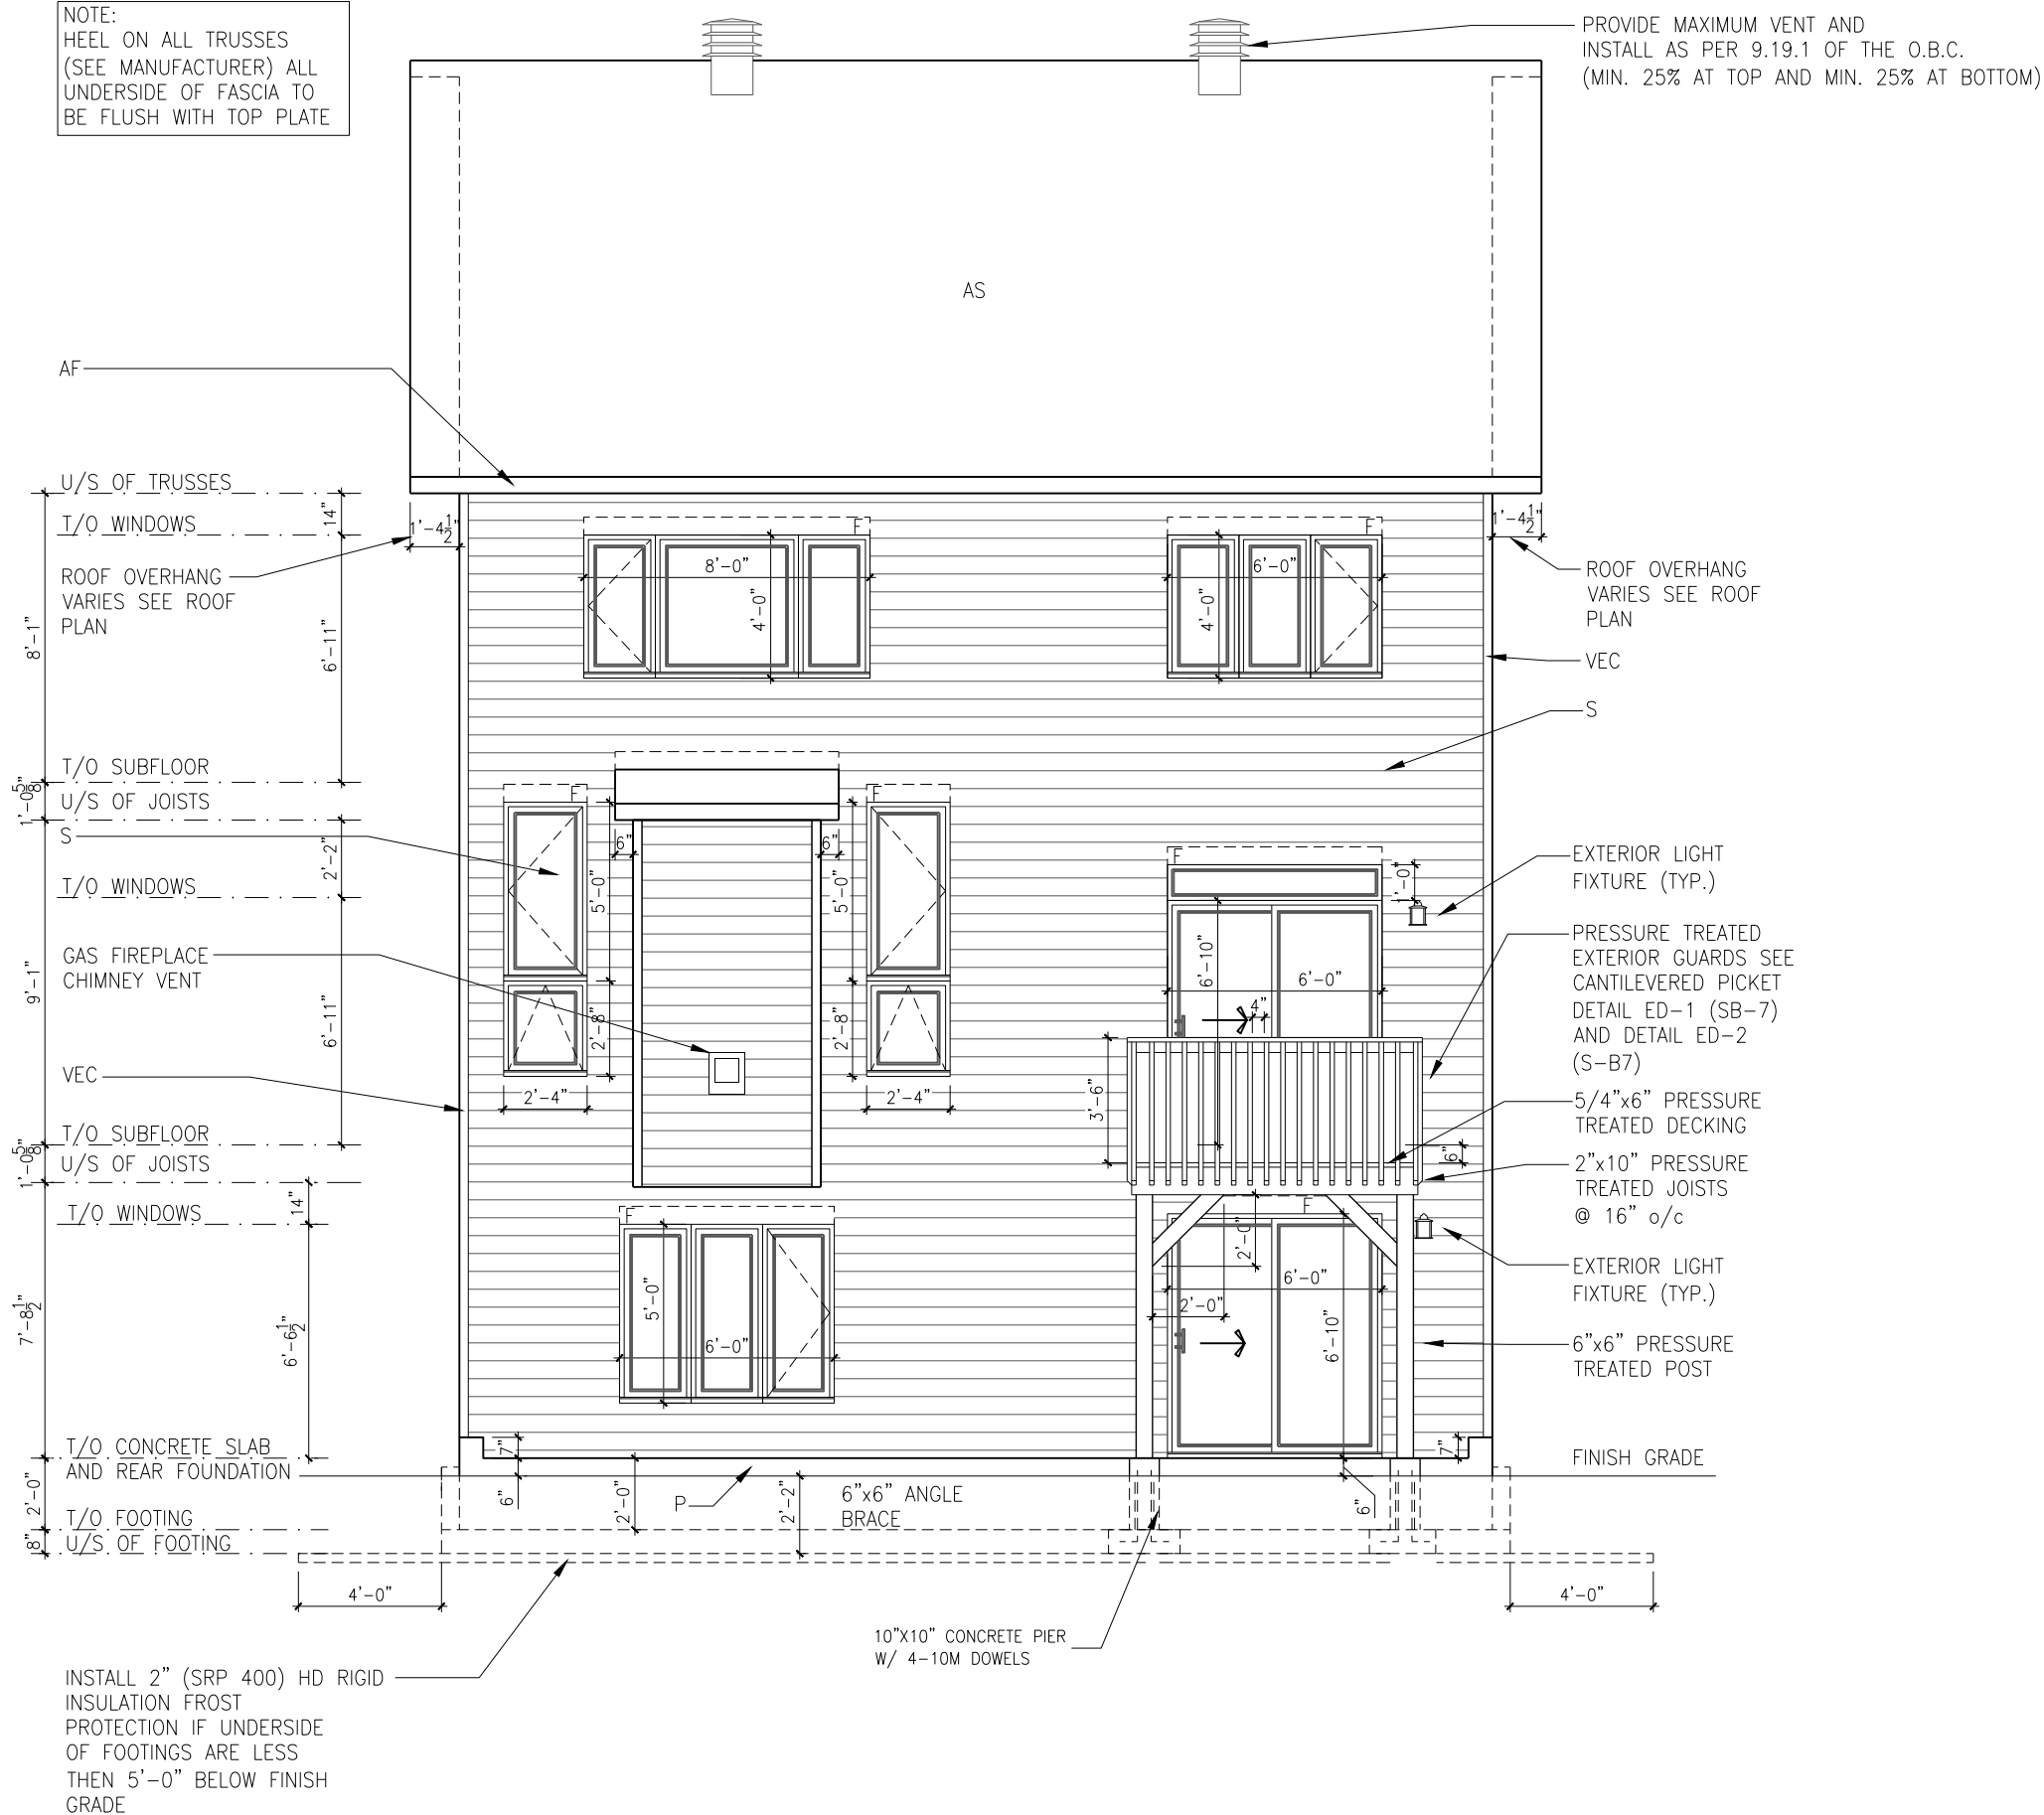 NOTE:
HEEL ON ALL TRUSSES
(SEE MANUFACTURER) ALL
UNDERSIDE OF FASCIA TO
BE FLUSH WITH TOP PLATE
PROVIDE MAXIMUM VENT AND
INSTALL AS PER 9.19.1 OF THE O.B.C.
(MIN. 25% AT TOP AND MIN. 25% AT BOTTOM)
AS
AF
U/S OF TRUSSES
14"
T/O WINDOWS
1'-4½"
ROOF OVERHANG
VARIES SEE ROOF
PLAN
8'-1"
6'-11"
T/O SUBFLOOR
1'-0⅝"
U/S OF JOISTS
S
2'-2"
T/O WINDOWS
GAS FIREPLACE
CHIMNEY VENT
9'-1"
6'-11"
VEC
T/O SUBFLOOR
1'-0⅝"
U/S OF JOISTS
14"
T/O WINDOWS
7'-8½"
6'-6½"
T/O CONCRETE SLAB
AND REAR FOUNDATION
2'-0"
T/O FOOTING
8"
U/S OF FOOTING
F
8'-0"
4'-0"
F
6'-0"
4'-0"
F
6"
6"
F
5'-0"
5'-0"
2'-8"
2'-8"
2'-4"
2'-4"
F
1'-0"
6'-10"
6'-0"
4"
3'-6"
6"
F
5'-0"
6'-0"
F
2'-0"
6'-0"
2'-0"
6'-10"
7"
7"
6"
2'-0"
P
2'-2"
6"x6" ANGLE
BRACE
6"
4'-0"
4'-0"
1'-4½"
ROOF OVERHANG
VARIES SEE ROOF
PLAN
VEC
S
EXTERIOR LIGHT
FIXTURE (TYP.)
PRESSURE TREATED
EXTERIOR GUARDS SEE
CANTILEVERED PICKET
DETAIL ED-1 (SB-7)
AND DETAIL ED-2
(S-B7)
5/4"x6" PRESSURE
TREATED DECKING
2"x10" PRESSURE
TREATED JOISTS
@ 16" o/c
EXTERIOR LIGHT
FIXTURE (TYP.)
6"x6" PRESSURE
TREATED POST
FINISH GRADE
10"X10" CONCRETE PIER
W/ 4-10M DOWELS
INSTALL 2" (SRP 400) HD RIGID
INSULATION FROST
PROTECTION IF UNDERSIDE
OF FOOTINGS ARE LESS
THEN 5'-0" BELOW FINISH
GRADE